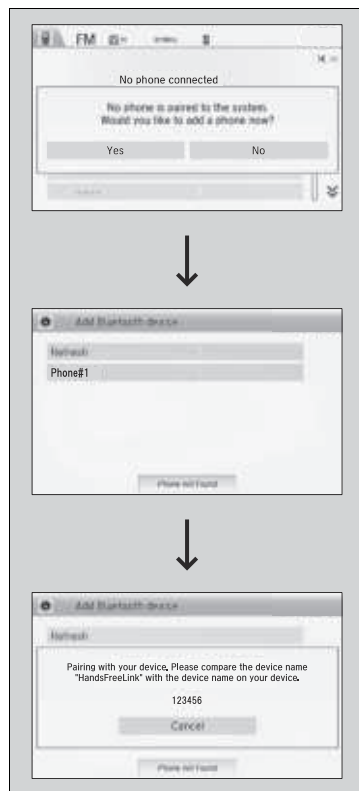 FM
No phone connected
No phone is paired to the system.
Would you like to add a phone now?
Yes No
Add Bluetooth device
Refresh
Phone#1
Phone not found
Add Bluetooth device
Refresh
Pairing with your device. Please compare the device name
"HandsFreeLink" with the device name on your device.
123456
Cancel
Phone not found